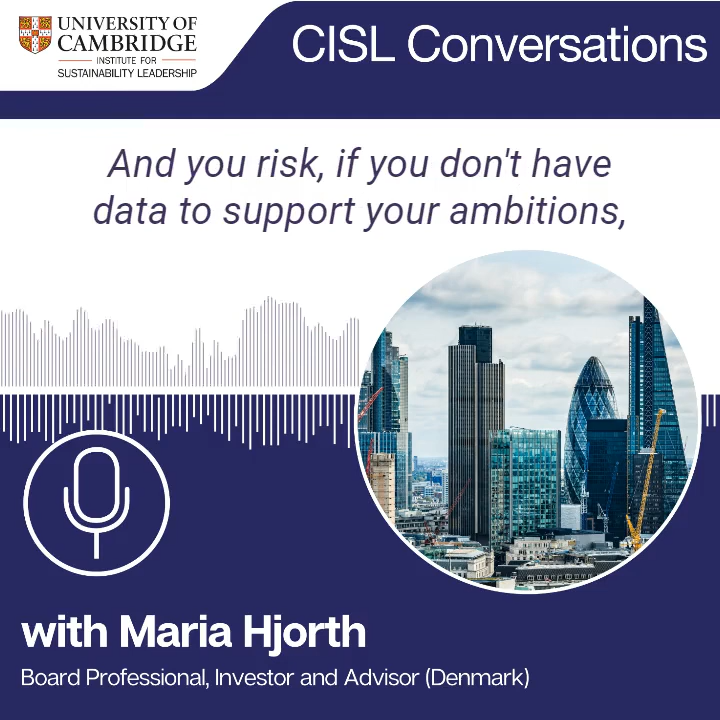 UNIVERSITY OF
CAMBRIDGE
INSTITUTE FOR
SUSTAINABILITY LEADERSHIP
CISL Conversations
And you risk, if you don't have
data to support your ambitions,
with Maria Hjorth
Board Professional, Investor and Advisor (Denmark)